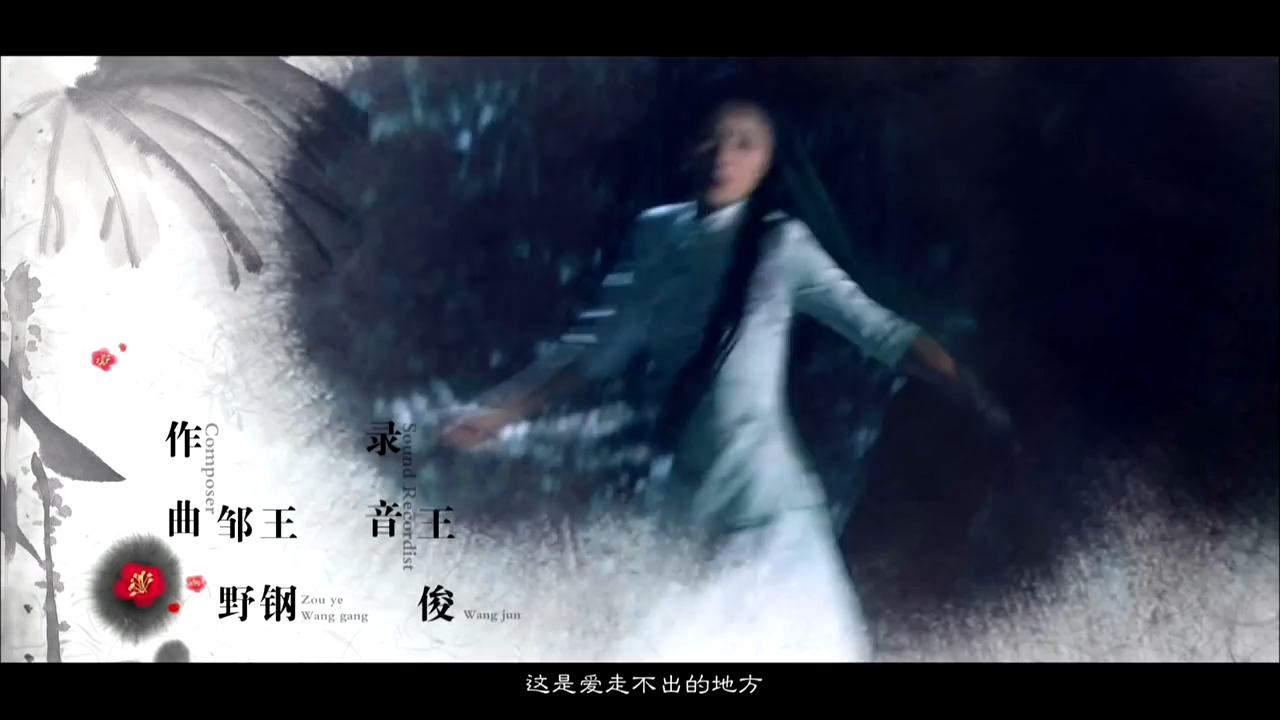 作曲
Composer
邹野
王钢
Zou ye
Wang gang
录音
Sound Recordist
王俊
Wang jun
这是爱走不出的地方